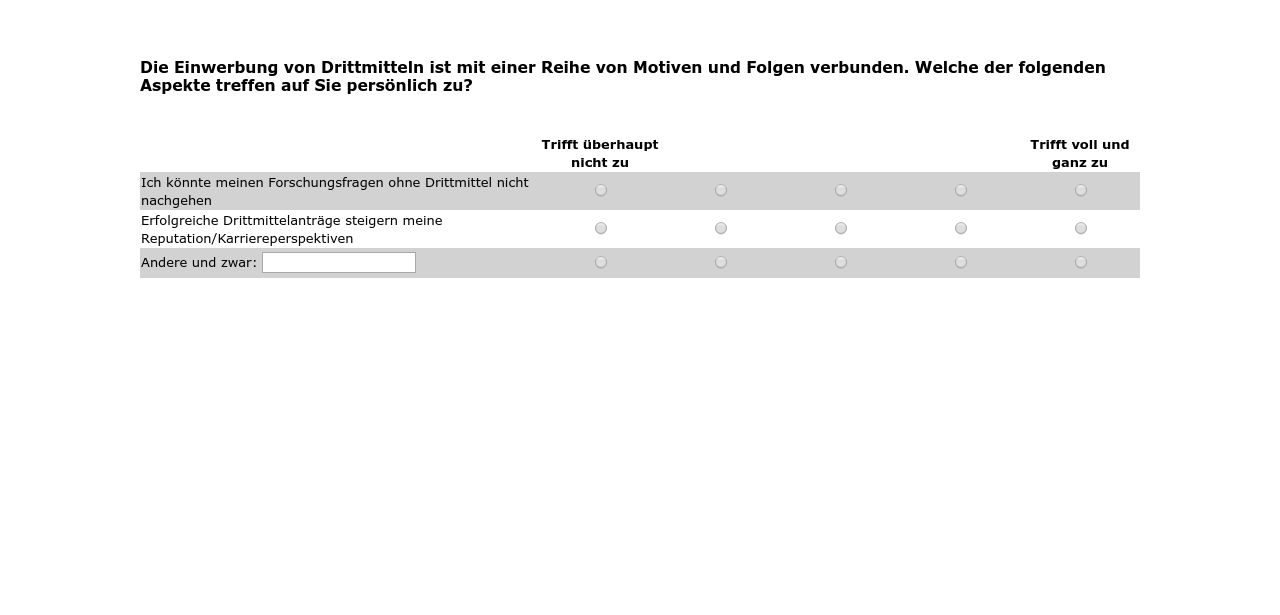 Die Einwerbung von Drittmitteln ist mit einer Reihe von Motiven und Folgen verbunden. Welche der folgenden
Aspekte treffen auf Sie persönlich zu?
Trifft überhaupt
nicht zu
Trifft voll und
ganz zu
Ich könnte meinen Forschungsfragen ohne Drittmittel nicht
nachgehen
Erfolgreiche Drittmittelanträge steigern meine
Reputation/Karriereperspektiven
Andere und zwar: